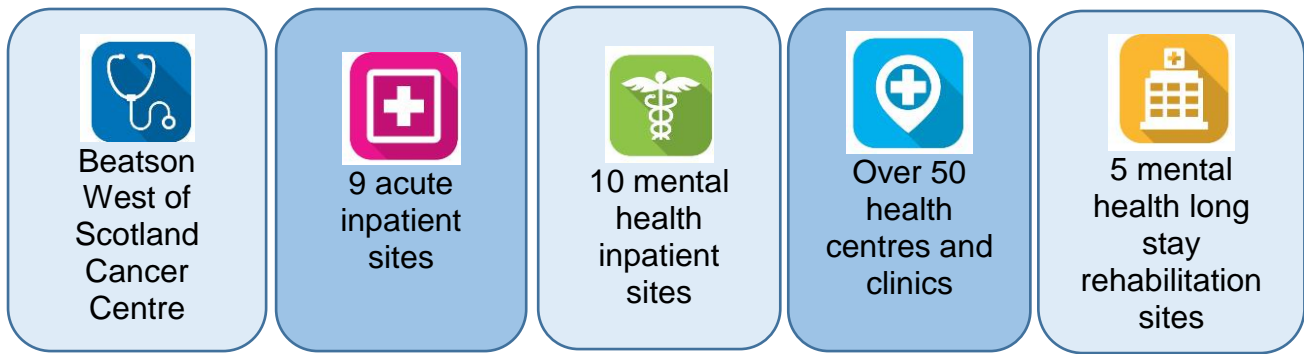 Beatson
West of
Scotland
Cancer
Centre
9 acute
inpatient
sites
10 mental
health
inpatient
sites
Over 50
health
centres and
clinics
5 mental
health long
stay
rehabilitation
sites